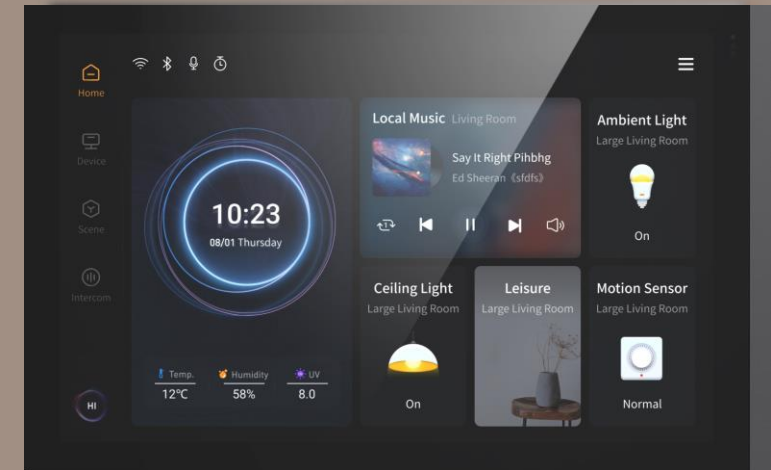 Home
Device
Scene
Intercom
HI
10:23
08/01 Thursday
Temp. Humidity UV
12℃ 58% 8.0
Local Music Living Room
Say It Right Pihbhg
Ed Sheeran 《sfdfs》
1
Ambient Light
Large Living Room
On
Ceiling Light
Large Living Room
On
Leisure
Large Living Room
Motion Sensor
Large Living Room
Normal